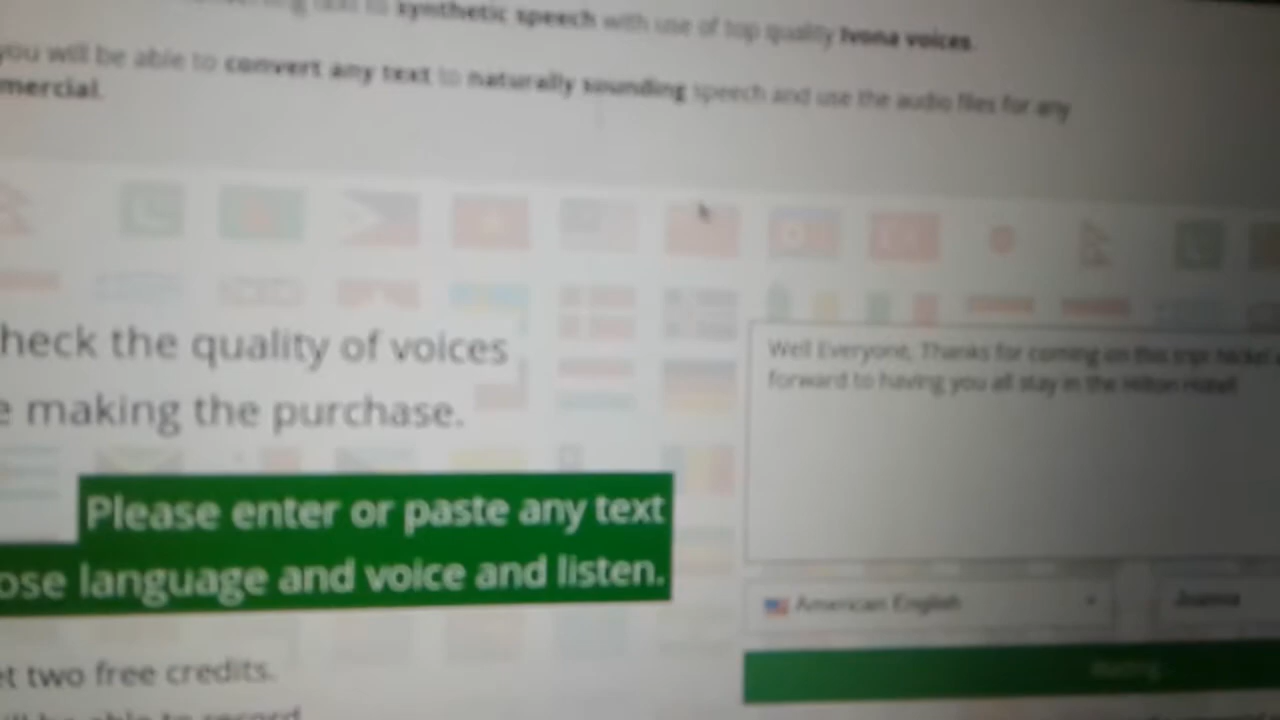 text to synthetic speech with use of top quality Ivona voices.
you will be able to convert any text to naturally sounding speech and use the audio files for any
mercial.
heck the quality of voices
e making the purchase.
Please enter or paste any text
ose language and voice and listen.
et two free credits.
Well Everyone, Thanks for coming on this trip!
forward to having you all stay in the Hilton Hotel!
American English
Joanna